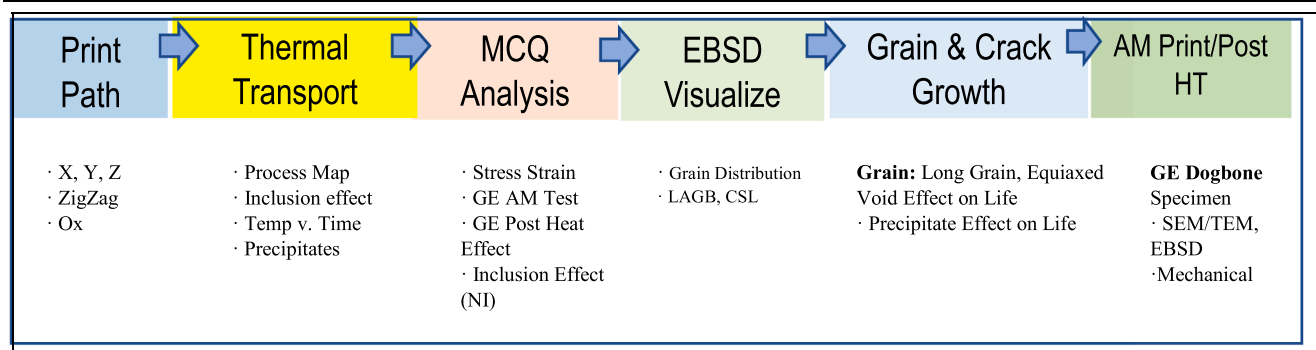 Print
Path
Thermal
Transport
MCQ
Analysis
EBSD
Visualize
Grain & Crack
Growth
AM Print/Post
HT
· X, Y, Z
· ZigZag
· Ox
· Process Map
· Inclusion effect
· Temp v. Time
· Precipitates
· Stress Strain
· GE AM Test
· GE Post Heat
Effect
· Inclusion Effect
(NI)
· Grain Distribution
· LAGB, CSL
Grain: Long Grain, Equiaxed
Void Effect on Life
· Precipitate Effect on Life
GE Dogbone
Specimen
· SEM/TEM,
EBSD
·Mechanical